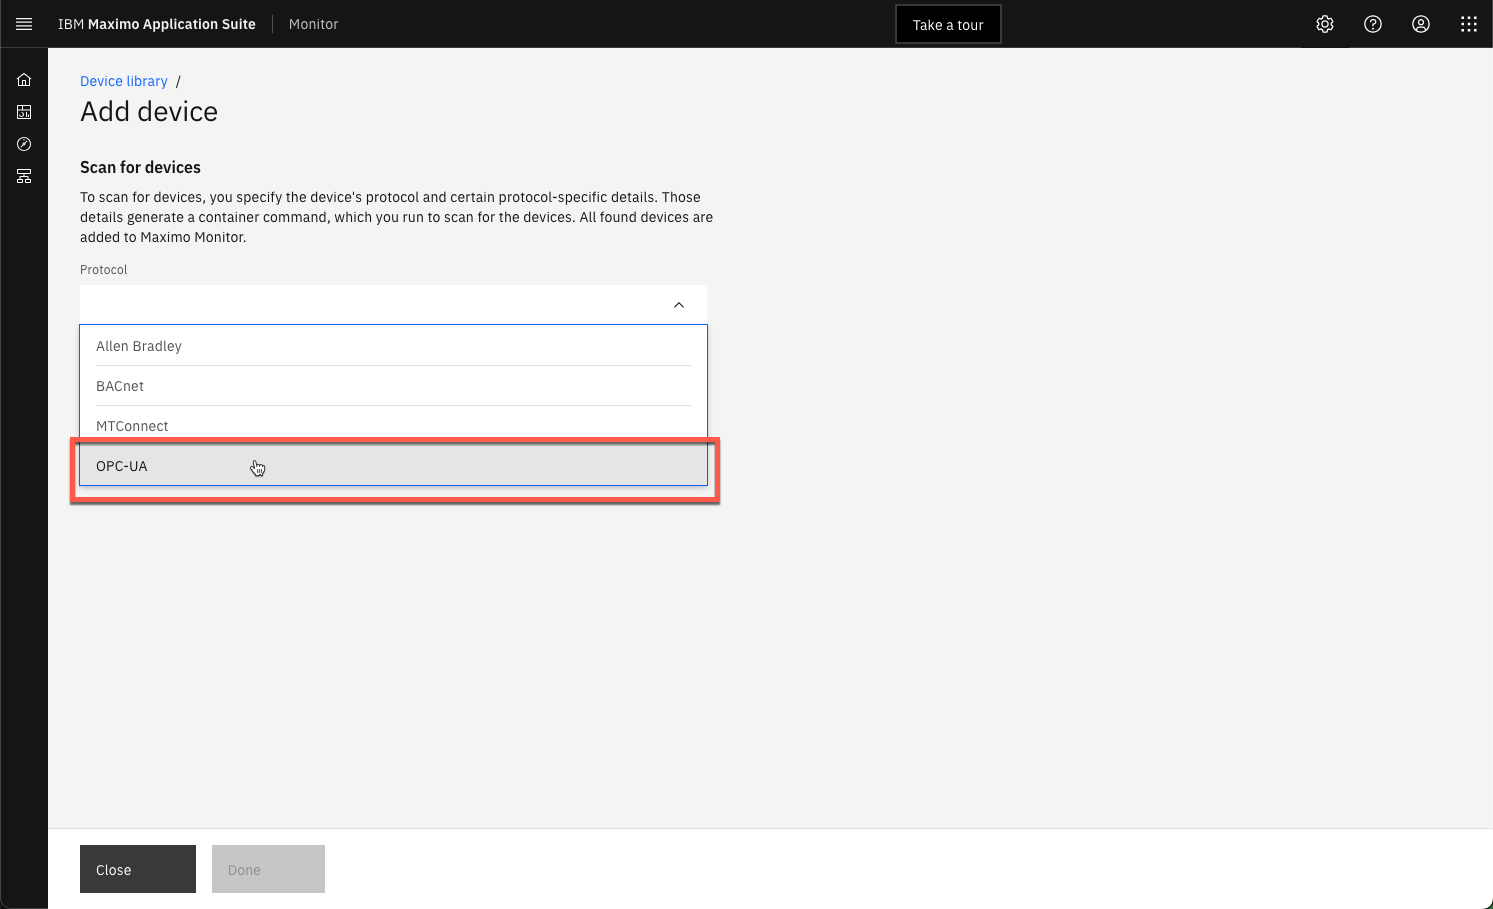 IBM Maximo Application Suite Monitor Take a tour
Device library /
Add device
Scan for devices
To scan for devices, you specify the device's protocol and certain protocol-specific details. Those
details generate a container command, which you run to scan for the devices. All found devices are
added to Maximo Monitor.
Protocol
Allen Bradley
BACnet
MTConnect
OPC-UA
Close Done